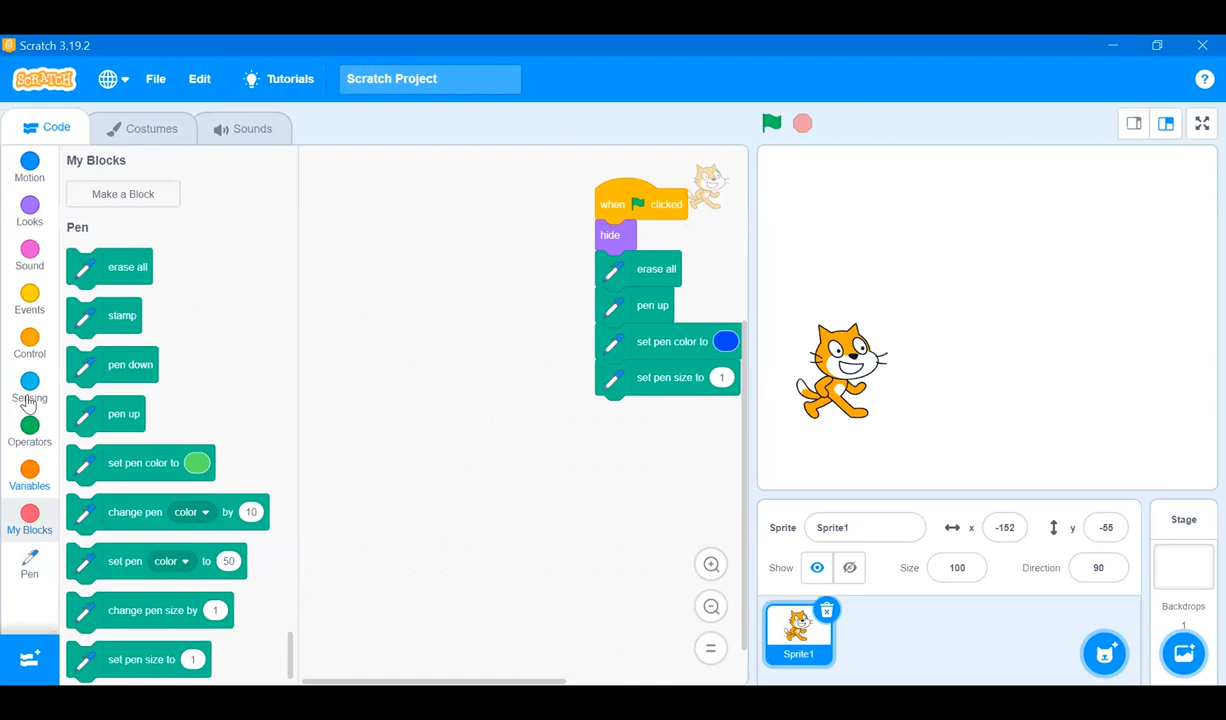 Scratch 3.19.2
SCRATCH
File
Edit
Tutorials
Scratch Project
?
Code
Costumes
Sounds
Motion
Looks
Sound
Events
Control
Sensing
Operators
Variables
My Blocks
Pen
My Blocks
Make a Block
Pen
erase all
stamp
pen down
pen up
set pen color to
change pen color by 10
set pen color to 50
change pen size by 1
set pen size to 1
when clicked
hide
erase all
pen up
set pen color to
set pen size to 1
Sprite Sprite1 x -152 y -55
Show Size 100 Direction 90
Sprite1
Stage
Backdrops
1